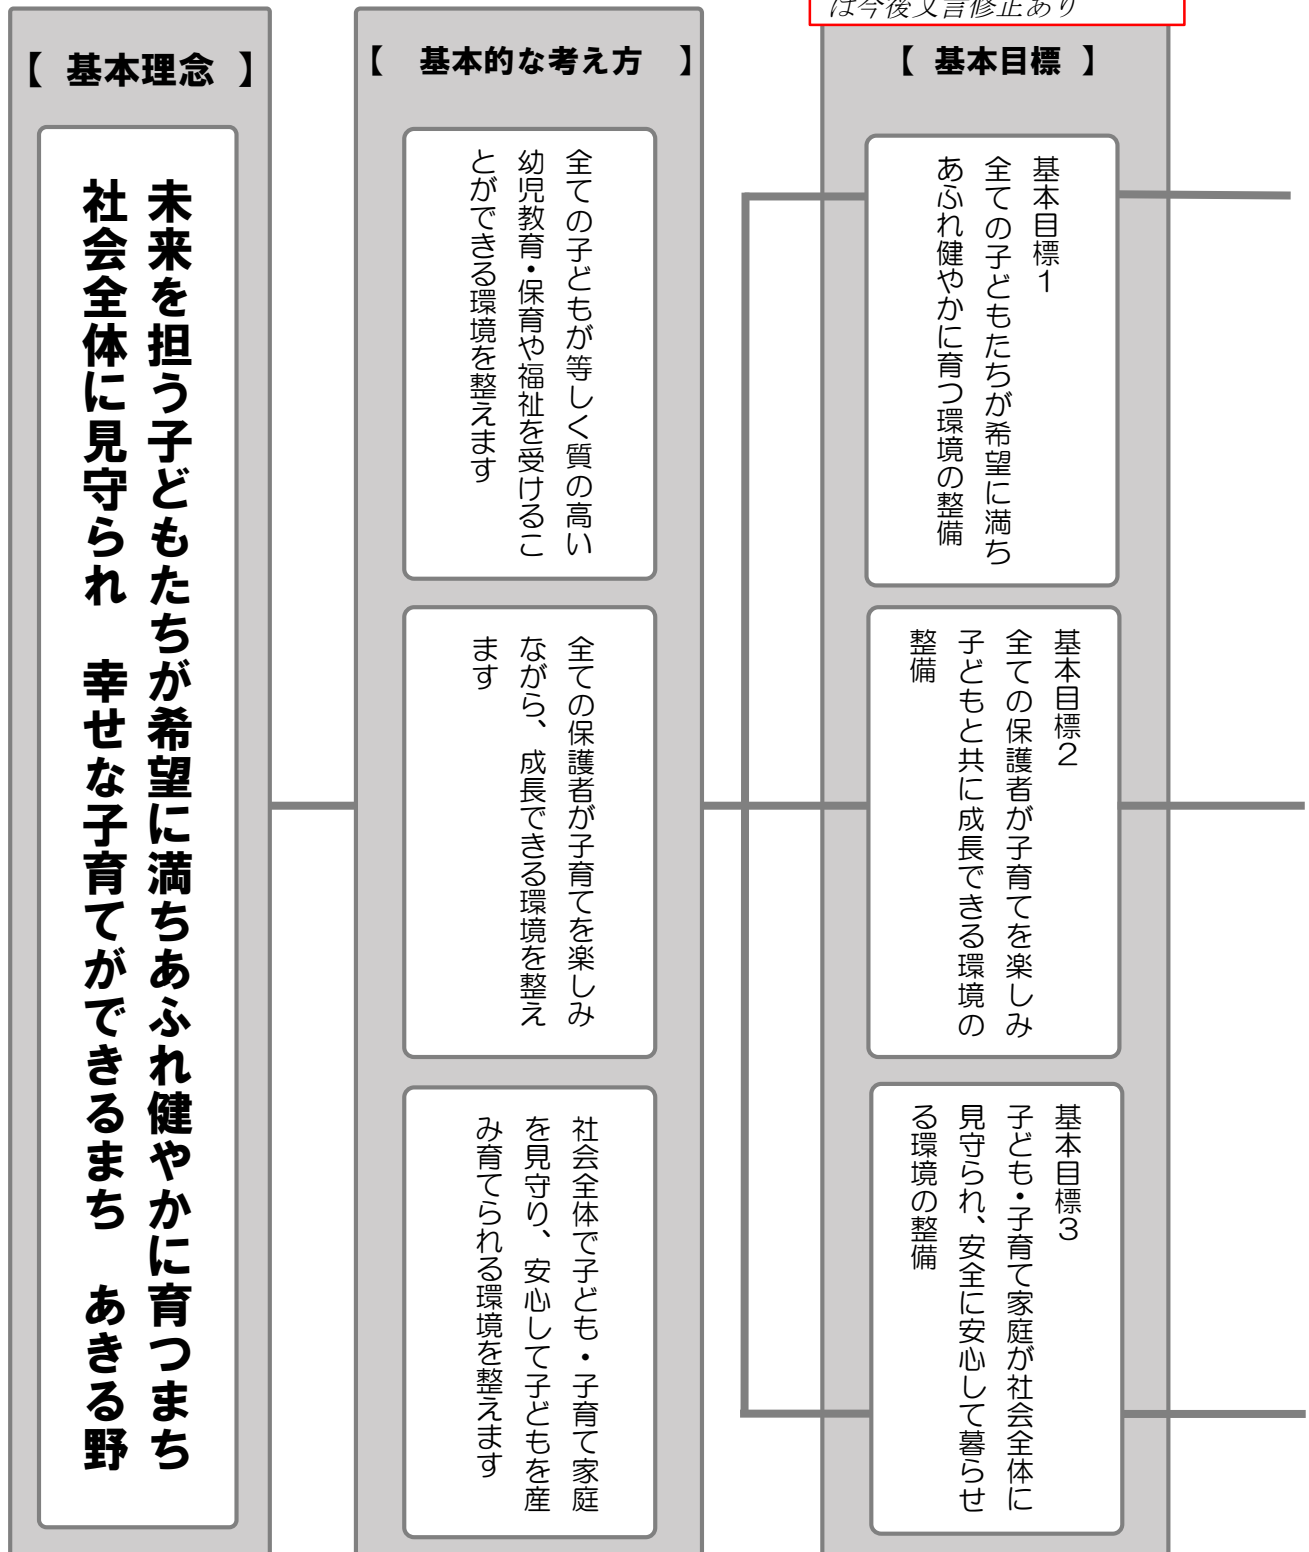 は今後文言修正あり
【 基本理念 】
未来を担う子どもたちが希望に満ちあふれ健やかに育つまち
社会全体に見守られ　幸せな子育てができるまち　あきる野
【 基本的な考え方 】
全ての子どもが等しく質の高い
幼児教育・保育や福祉を受けるこ
とができる環境を整えます
全ての保護者が子育てを楽しみ
ながら、成長できる環境を整え
ます
社会全体で子ども・子育て家庭
を見守り、安心して子どもを産
み育てられる環境を整えます
【 基本目標 】
基本目標１
全ての子どもたちが希望に満ち
あふれ健やかに育つ環境の整備
基本目標２
全ての保護者が子育てを楽しみ
子どもと共に成長できる環境の
整備
基本目標３
子ども・子育て家庭が社会全体に
見守られ、安全に安心して暮らせ
る環境の整備